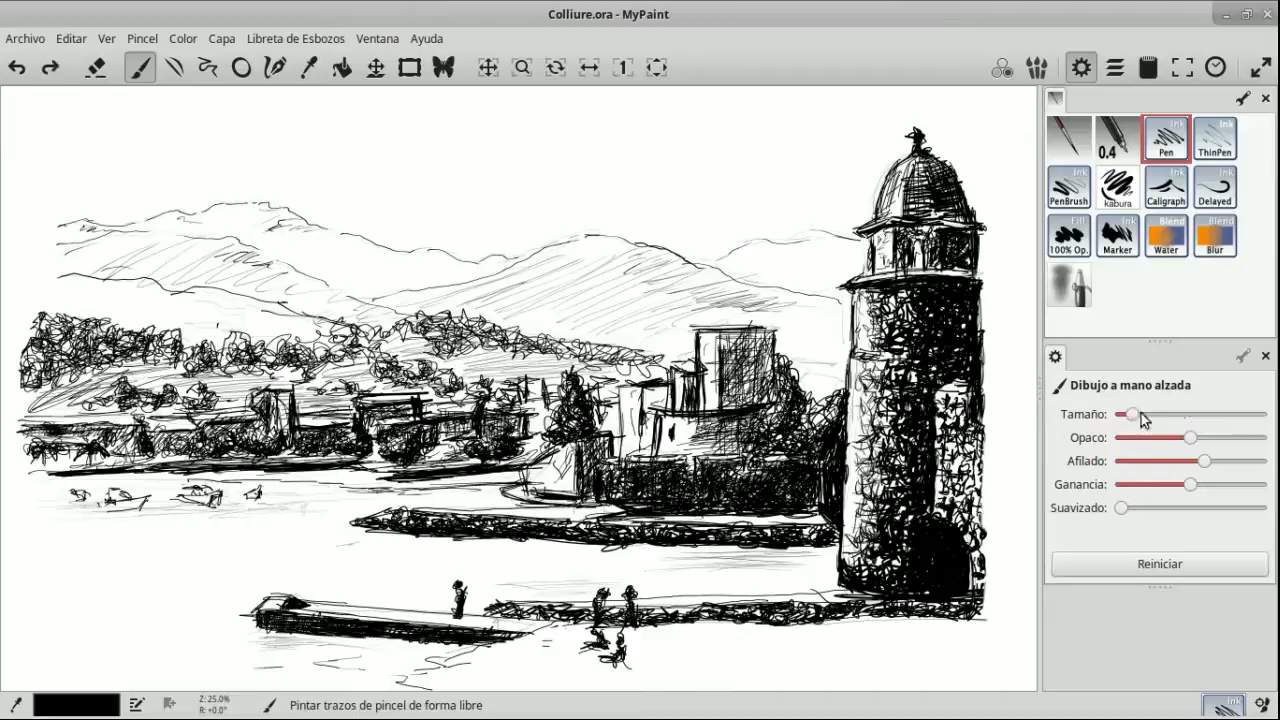 Colliure.ora - MyPaint
Archivo Editar Ver Pincel Color Capa Libreta de Esbozos Ventana Ayuda
1
0.4 Ink Pen Ink ThinPen
Ink PenBrush kabura Ink Caligraph Ink Delayed
Fill 100% Op. Ink Marker Blend Water Blend Blur
Dibujo a mano alzada
Tamaño:
Opaco:
Afilado:
Ganancia:
Suavizado:
Reiniciar
Z: 25.0%
R: +0.0°
Pintar trazos de pincel de forma libre
Ink